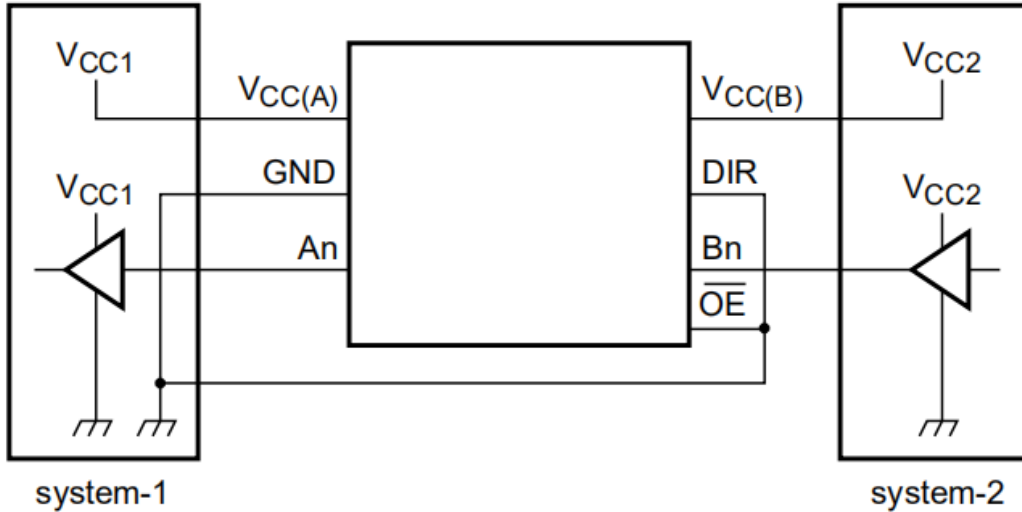 VCC1
VCC(A)
VCC(B)
VCC2
GND
DIR
VCC1
VCC2
An
Bn
OE
system-1
system-2